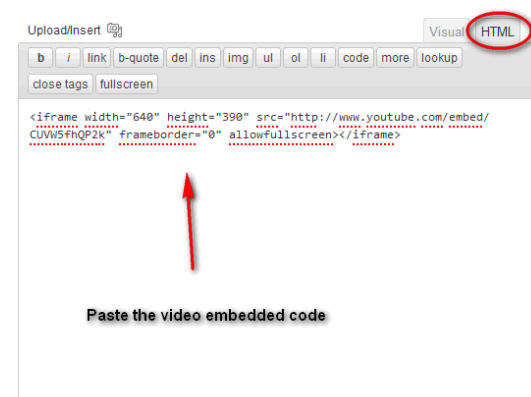 Upload/Insert Visual HTML
b i link b-quote del ins img ul ol li code more lookup
close tags fullscreen
<iframe width="640" height="390" src="http://www.youtube.com/embed/
CUVW5fhQP2k" frameborder="0" allowfullscreen></iframe>
Paste the video embedded code